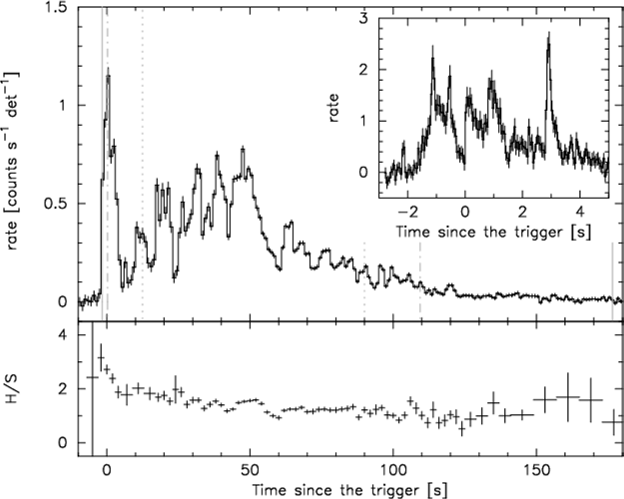 1.5
1
0.5
0
rate [counts s⁻¹ det⁻¹]
3
2
1
0
rate
−2 0 2 4
Time since the trigger [s]
4
2
0
H/S
0 50 100 150
Time since the trigger [s]